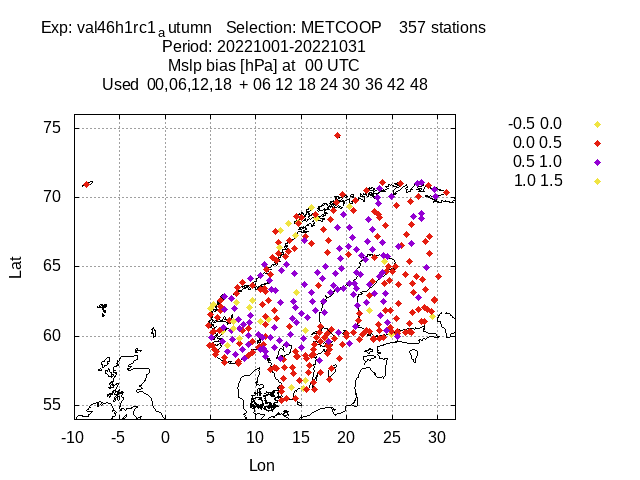 Exp: val46h1rc1_autumn   Selection: METCOOP    357 stations
Period: 20221001-20221031
Mslp bias [hPa] at  00 UTC
Used  00,06,12,18  + 06 12 18 24 30 36 42 48
-0.5 0.0
0.0 0.5
0.5 1.0
1.0 1.5
75
70
65
60
55
Lat
-10 -5 0 5 10 15 20 25 30
Lon